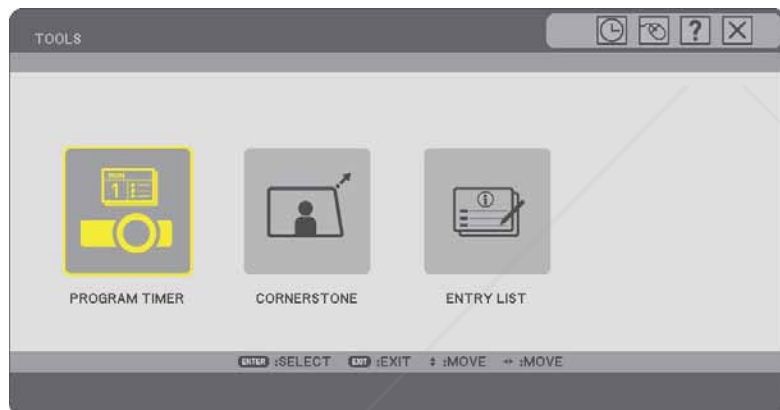 TOOLS
?
MON
1
PROGRAM TIMER
CORNERSTONE
ENTRY LIST
ENTER :SELECT EXIT :EXIT :MOVE :MOVE